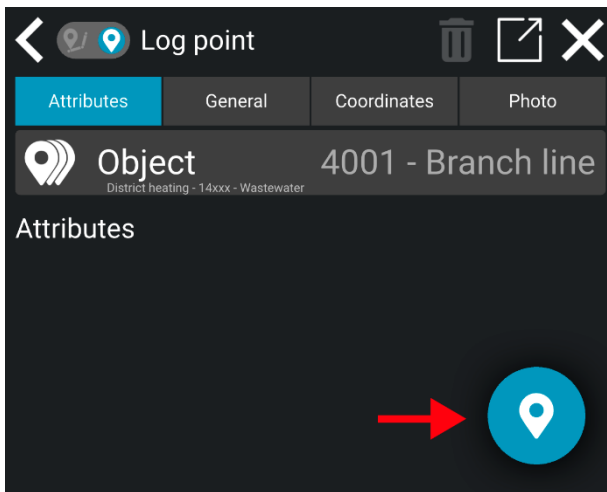 Log point
Attributes General Coordinates Photo
Object 4001 - Branch line
District heating - 14xxx - Wastewater
Attributes